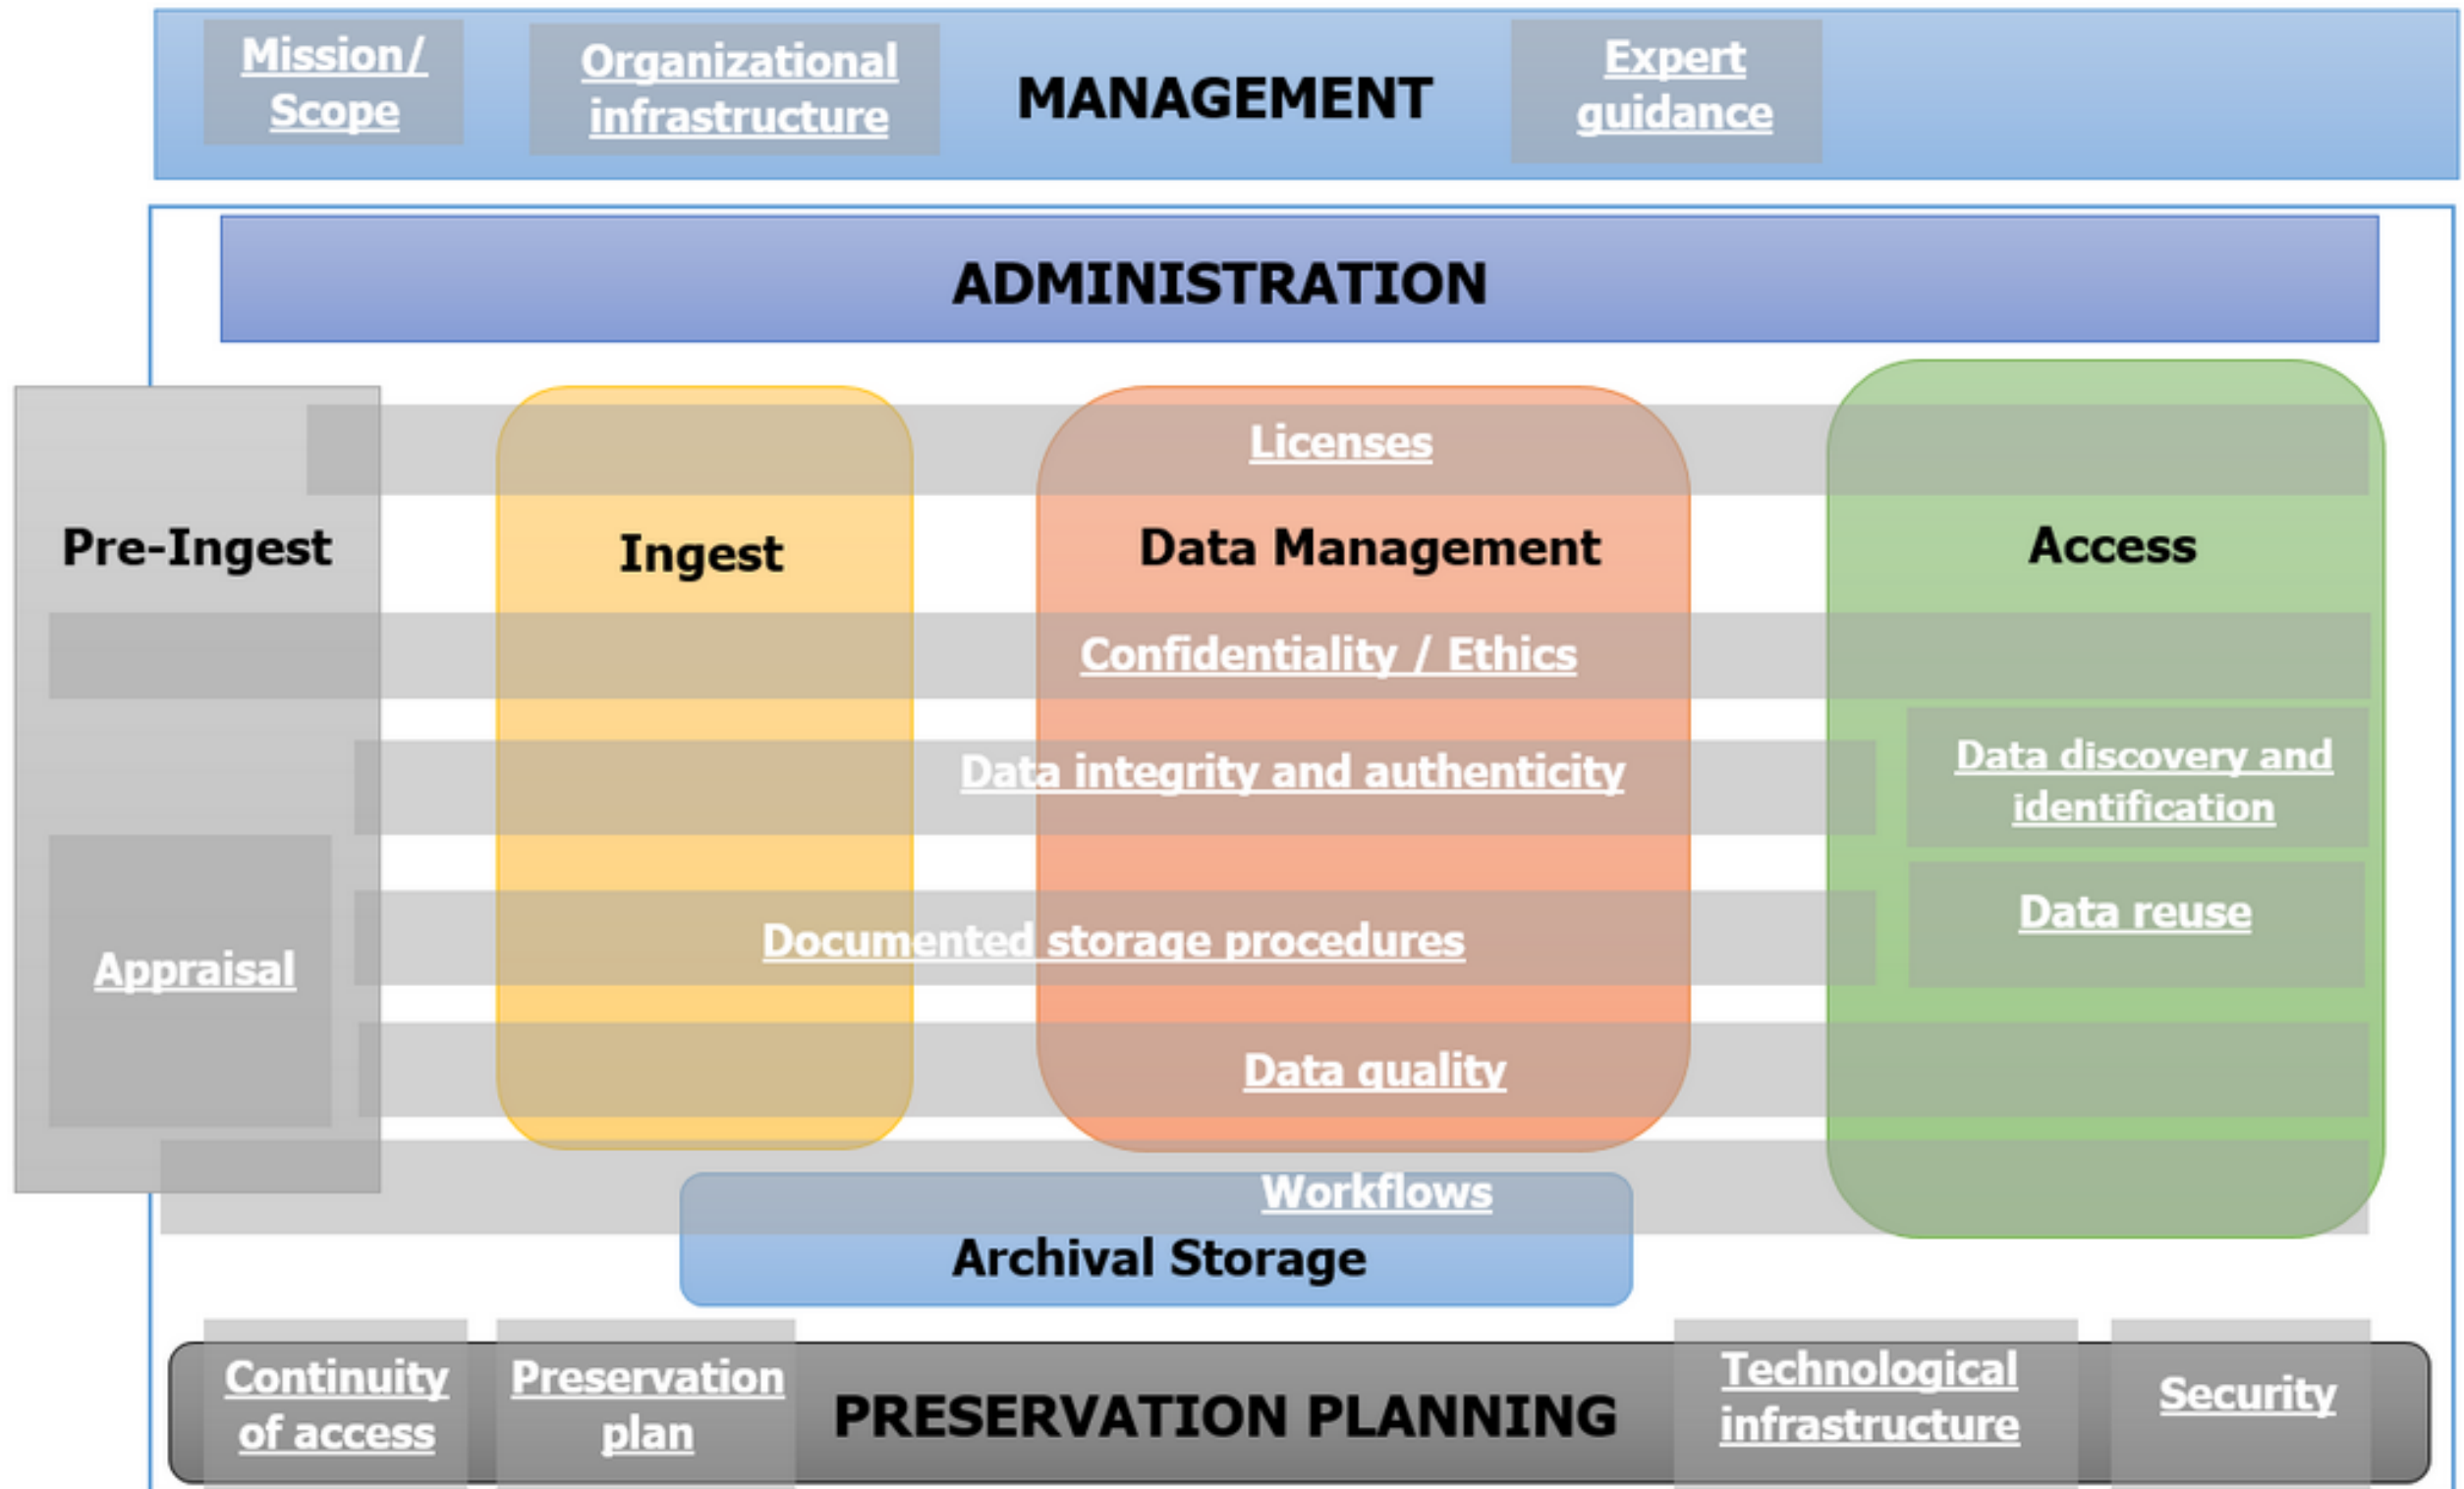 Mission/
Scope
Organizational
infrastructure
MANAGEMENT
Expert
guidance
ADMINISTRATION
Licenses
Pre-Ingest
Ingest
Data Management
Access
Confidentiality / Ethics
Data integrity and authenticity
Data discovery and
identification
Appraisal
Documented storage procedures
Data reuse
Data quality
Workflows
Archival Storage
Continuity
of access
Preservation
plan
PRESERVATION PLANNING
Technological
infrastructure
Security